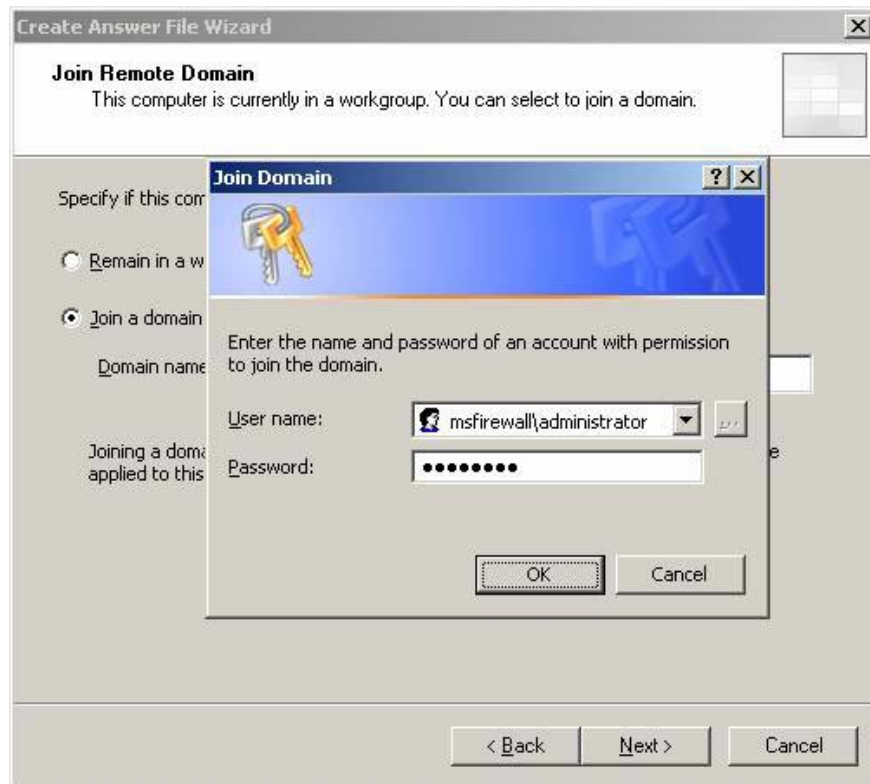 Create Answer File Wizard
Join Remote Domain
This computer is currently in a workgroup. You can select to join a domain.
Specify if this com
Remain in a w
Join a domain
Domain name
Joining a doma
e
applied to this
Join Domain
Enter the name and password of an account with permission
to join the domain.
User name:
msfirewall\administrator
...
Password:
OK
Cancel
< Back
Next >
Cancel